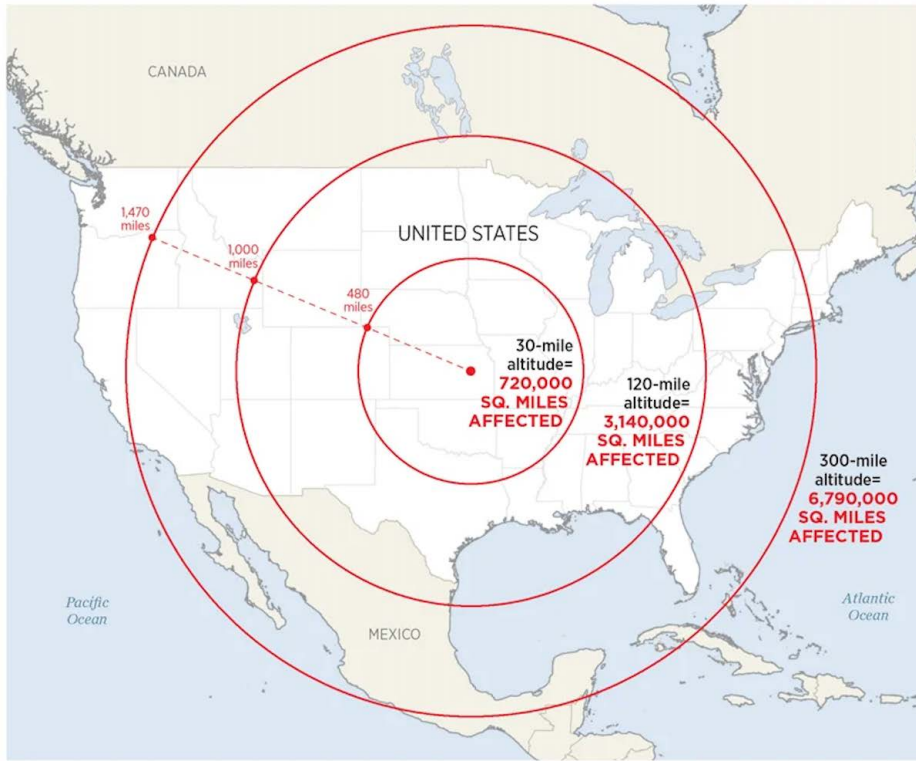 CANADA
1,470
miles
1,000
miles
UNITED STATES
480
miles
30-mile
altitude=
720,000
SQ. MILES
AFFECTED
120-mile
altitude=
3,140,000
SQ. MILES
AFFECTED
300-mile
altitude=
6,790,000
SQ. MILES
AFFECTED
Pacific
Ocean
Atlantic
Ocean
MEXICO